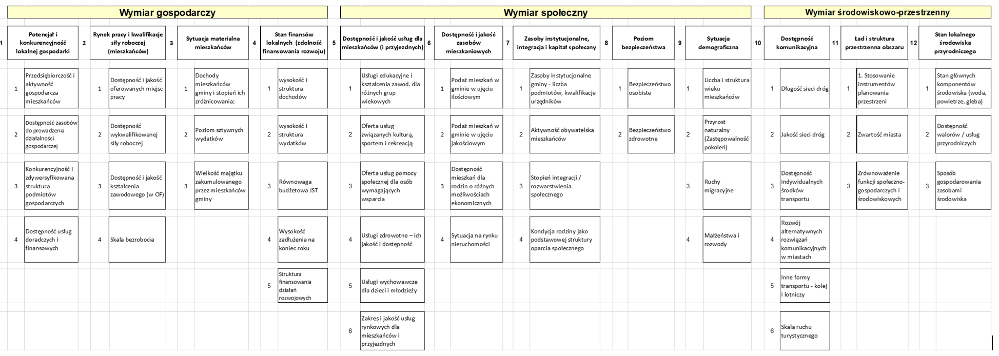 Wymiar gospodarczy
Wymiar społeczny
Wymiar środowiskowo-przestrzenny
1
Potencjał i
konkurencyjność
lokalnej gospodarki
2
Rynek pracy i kwalifikacje
siły roboczej
(mieszkańców)
3
Sytuacja materialna
mieszkańców
4
Stan finansów
lokalnych (zdolność
finansowania rozwoju)
5
Dostępność i jakość usług dla
mieszkańców (i przyjezdnych)
6
Dostępność i jakość
zasobów
mieszkaniowych
7
Zasoby instytucjonalne,
integracja i kapitał społeczny
8
Poziom
bezpieczeństwa
9
Sytuacja
demograficzna
10
Dostępność
komunikacyjna
11
Ład i struktura
przestrzenna obszaru
12
Stan lokalnego
środowiska
przyrodniczego
1
Przedsiębiorczość i
aktywność
gospodarcza
mieszkańców
1
Dostępność i jakość
oferowanych miejsc
pracy
1
Dochody
mieszkańców
gminy i stopień ich
zróżnicowania;
1
wysokość i
struktura
dochodów
1
Usługi edukacyjne i
kształcenia zawod. dla
różnych grup
wiekowych
1
Podaż mieszkań w
gminie w ujęciu
ilościowym
1
Zasoby instytucjonalne
gminy - liczba
podmiotów, kwalifikacje
urzędników
1
Bezpieczeństwo
osobiste
1
Liczba i struktura
wieku
mieszkańców
1
Długość sieci dróg
1
1. Stosowanie
instrumentów
planowania
przestrzeni
1
Stan głównych
komponentów
środowiska (woda,
powietrze, gleba)
2
Dostępność zasobów
do prowadzenia
działalności
gospodarczej
2
Dostępność
wykwalifikowanej
siły roboczej
2
Poziom sztywnych
wydatków
2
wysokość i
struktura
wydatków
2
Oferta usług
związanych kulturą,
sportem i rekreacją
2
Podaż mieszkań w
gminie w ujęciu
jakościowym
2
Aktywność obywatelska
mieszkańców
2
Bezpieczeństwo
zdrowotne
2
Przyrost
naturalny
(Zastępowalność
pokoleń)
2
Jakość sieci dróg
2
Zwartość miasta
2
Dostępność
walorów / usług
przyrodniczych
3
Konkurencyjność i
zdywersyfikowana
struktura
podmiotów
gospodarczych
3
Dostępność i jakość
kształcenia
zawodowego (w OF)
3
Wielkość majątku
zakumulowanego
przez mieszkańców
gminy
3
Równowaga
budżetowa JST
3
Oferta usług pomocy
społecznej dla osób
wymagających
wsparcia
3
Dostępność
mieszkań dla
rodzin o różnych
możliwościach
ekonomicznych
3
Stopień integracji /
rozwarstwienia
społecznego
3
Ruchy
migracyjne
3
Dostępność
indywidualnych
środków
transportu
3
Zrównoważenie
funkcji społeczno-
gospodarczych i
środowiskowych
3
Sposób
gospodarowania
zasobami
środowiska
4
Dostępność usług
doradczych i
finansowych
4
Skala bezrobocia
4
Wysokość
zadłużenia na
koniec roku
4
Usługi zdrowotne – ich
jakość i dostępność
4
Sytuacja na rynku
nieruchomości
4
Kondycja rodziny jako
podstawowej struktury
oparcia społecznego
4
Małżeństwa i
rozwody
4
Rozwój
alternatywnych
rozwiązań
komunikacyjnych
w miastach
5
Struktura
finansowania
działań
rozwojowych
5
Usługi wychowawcze
dla dzieci i młodzieży
5
Inne formy
transportu - kolej
i lotniczy
6
Zakres i jakość usług
rynkowych dla
mieszkańców i
przyjezdnych
6
Skala ruchu
turystycznego